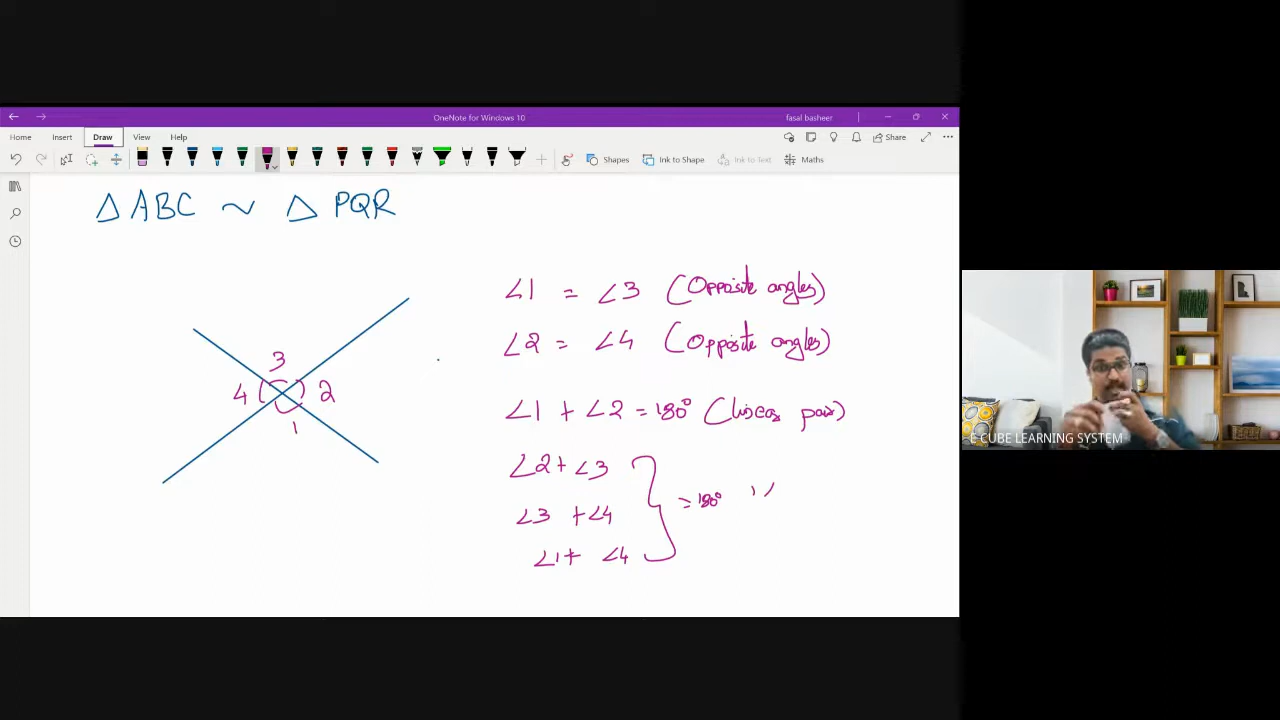 OneNote for Windows 10
fasal basheer
Home Insert Draw View Help
Share
Shapes Ink to Shape Ink to Text Maths
△ ABC ~ △ PQR
∠1 = ∠3 (Opposite angles)
∠2 = ∠4 (Opposite angles)
3
4 2
1
∠1 + ∠2 = 180° (linear pair)
∠2 + ∠3
∠3 + ∠4 = 180° ''
∠1 + ∠4
E CUBE LEARNING SYSTEM